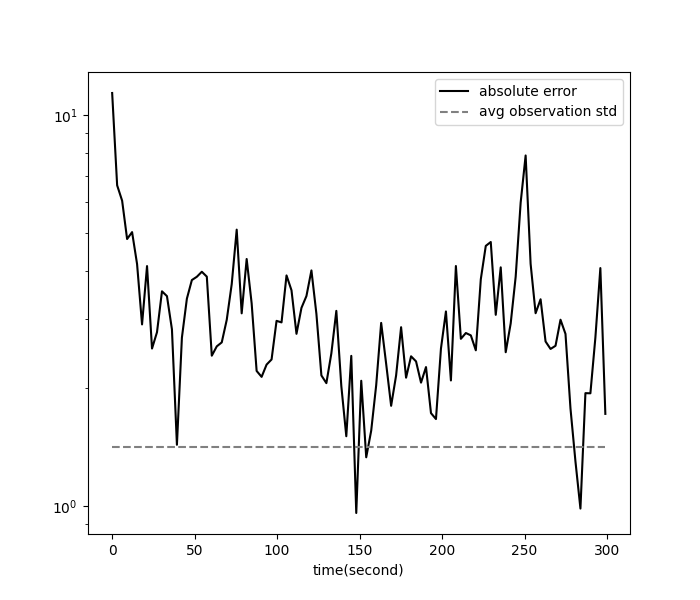 absolute error
avg observation std
10¹
10⁰
0 50 100 150 200 250 300
time(second)